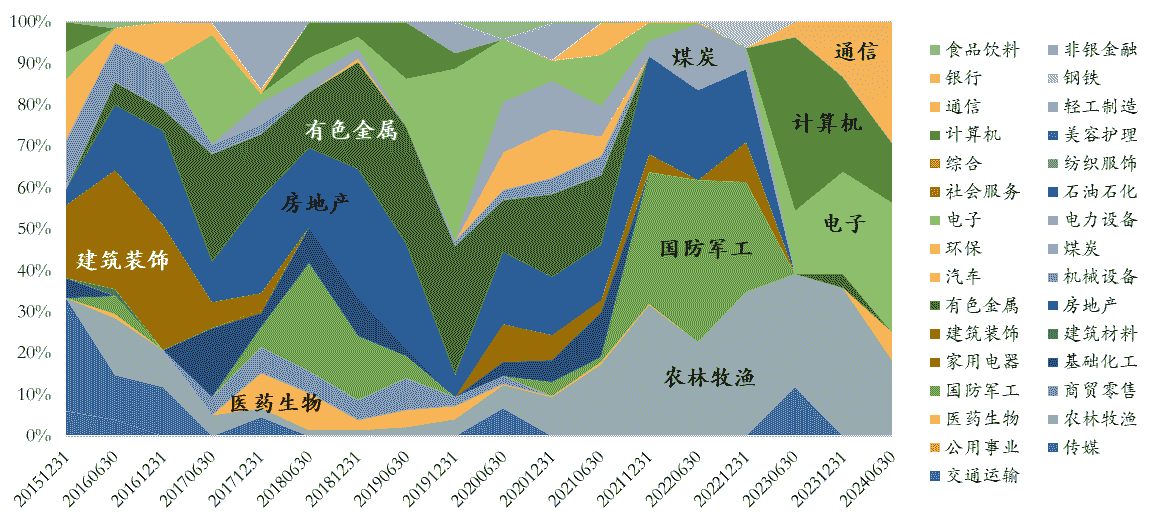 100%
90%
80%
70%
60%
50%
40%
30%
20%
10%
0%
建筑装饰
有色金属
房地产
医药生物
国防军工
煤炭
农林牧渔
通信
计算机
电子
20151231
20160630
20161231
20170630
20171231
20180630
20181231
20190630
20191231
20200630
20201231
20210630
20211231
20220630
20221231
20230630
20231231
20240630
食品饮料 非银金融
银行 钢铁
通信 轻工制造
计算机 美容护理
综合 纺织服饰
社会服务 石油石化
电子 电力设备
环保 煤炭
汽车 机械设备
有色金属 房地产
建筑装饰 建筑材料
家用电器 基础化工
国防军工 商贸零售
医药生物 农林牧渔
公用事业 传媒
交通运输